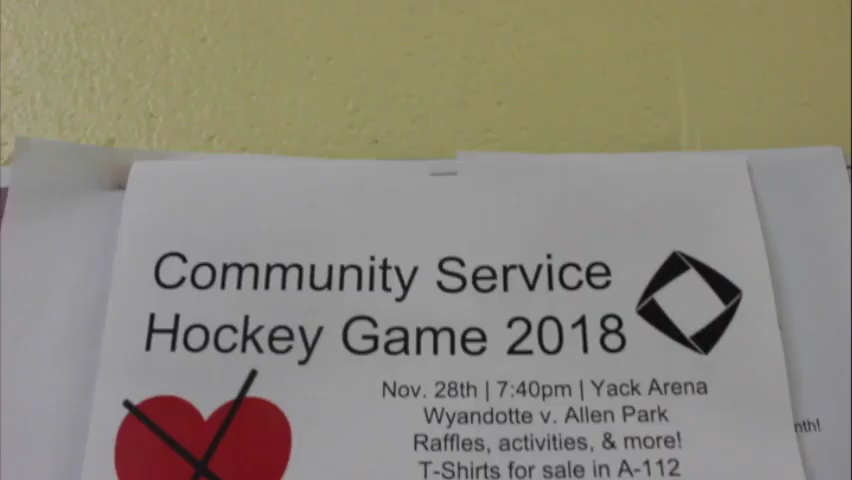 Community Service
Hockey Game 2018
Nov. 28th | 7:40pm | Yack Arena
Wyandotte v. Allen Park
Raffles, activities, & more!
T-Shirts for sale in A-112
nth!